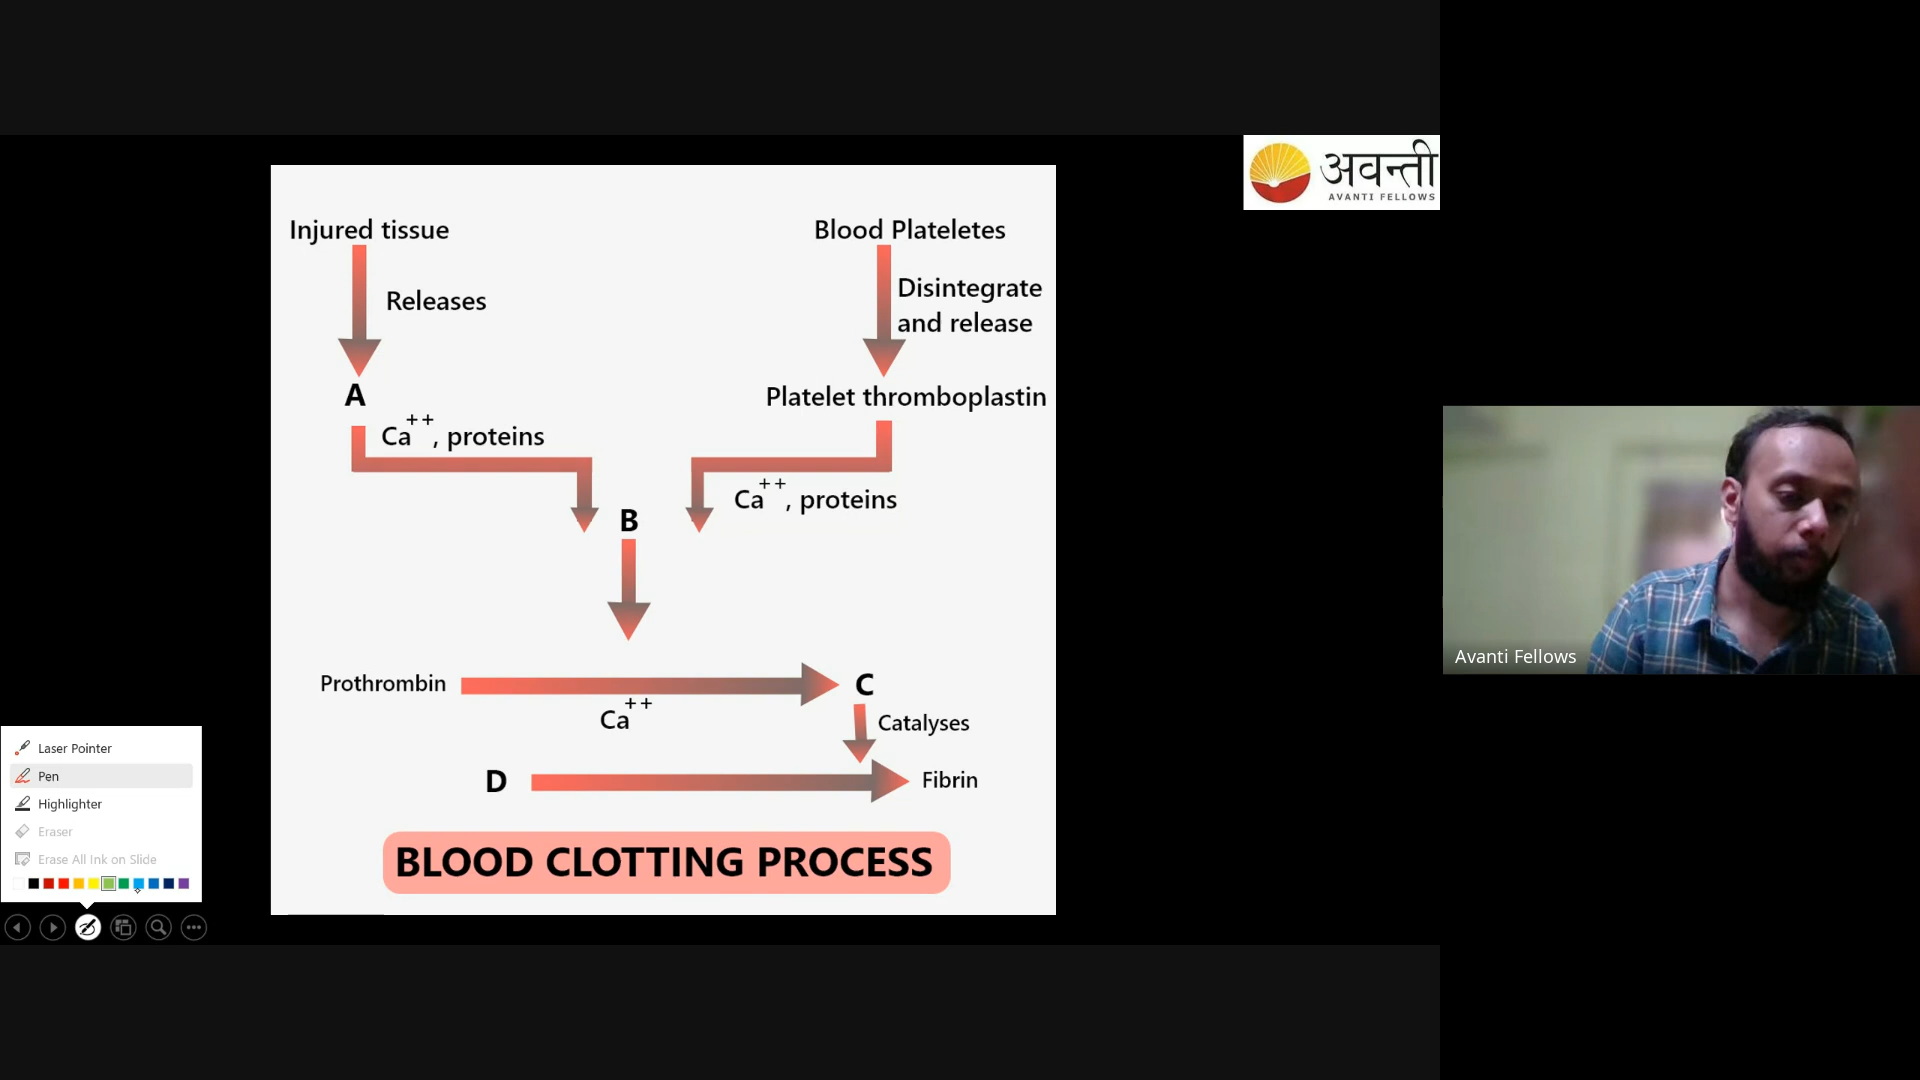 अवन्ती
AVANTI FELLOWS
Injured tissue
Blood Plateletes
Releases
Disintegrate
and release
A
Platelet thromboplastin
Ca++, proteins
Ca++, proteins
B
Prothrombin
C
Ca++
Catalyses
D
Fibrin
BLOOD CLOTTING PROCESS
Avanti Fellows
Laser Pointer
Pen
Highlighter
Eraser
Erase All Ink on Slide